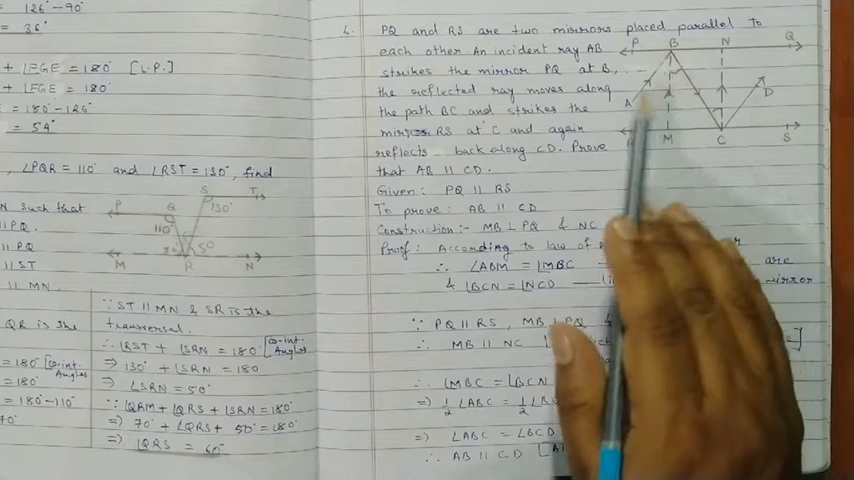 126° - 90
= 36°
+ ∠EGE = 180° [L.P.]
+ ∠EGE = 180°
= 180° - 126°
= 54°
, ∠PQR = 110° and ∠RST = 130°, find
N such that
|| PQ.
|| PQ
|| ST
|| MN.
P Q S T
110° 130°
70° 50°
M R N
QR is the
= 180° [co-int. Angles
= 180°
= 180° - 110°
70°
∵ ST || MN & SR is the
transversal.
∴ ∠RST + ∠SRN = 180° [co-int. Angles
⇒ 130° + ∠SRN = 180
⇒ ∠SRN = 50°
∵ ∠QRM + ∠QRS + ∠SRN = 180°
⇒ 70° + ∠QRS + 50° = 180°
⇒ ∠QRS = 60°
4. PQ and RS are two mirrors placed parallel to
each other. An incident ray AB
strikes the mirror PQ at B,
the reflected ray moves along
the path BC and strikes the
mirror RS at C and again
reflects back along CD. Prove
that AB || CD.
P B N Q
A D
M C S
Given: PQ || RS
To prove: AB || CD
Construction:- MB ⊥ PQ & NC
Proof: According to law of
∴ ∠ABM = ∠MBC are
& ∠BCN = ∠NCD mirror
∵ PQ || RS, MB ⊥ PQ &
∴ MB || NC
∴ ∠MBC = ∠BCN
⇒ 1/2 ∠ABC = 1/2 ∠B
⇒ ∠ABC = ∠BCD
∴ AB || CD